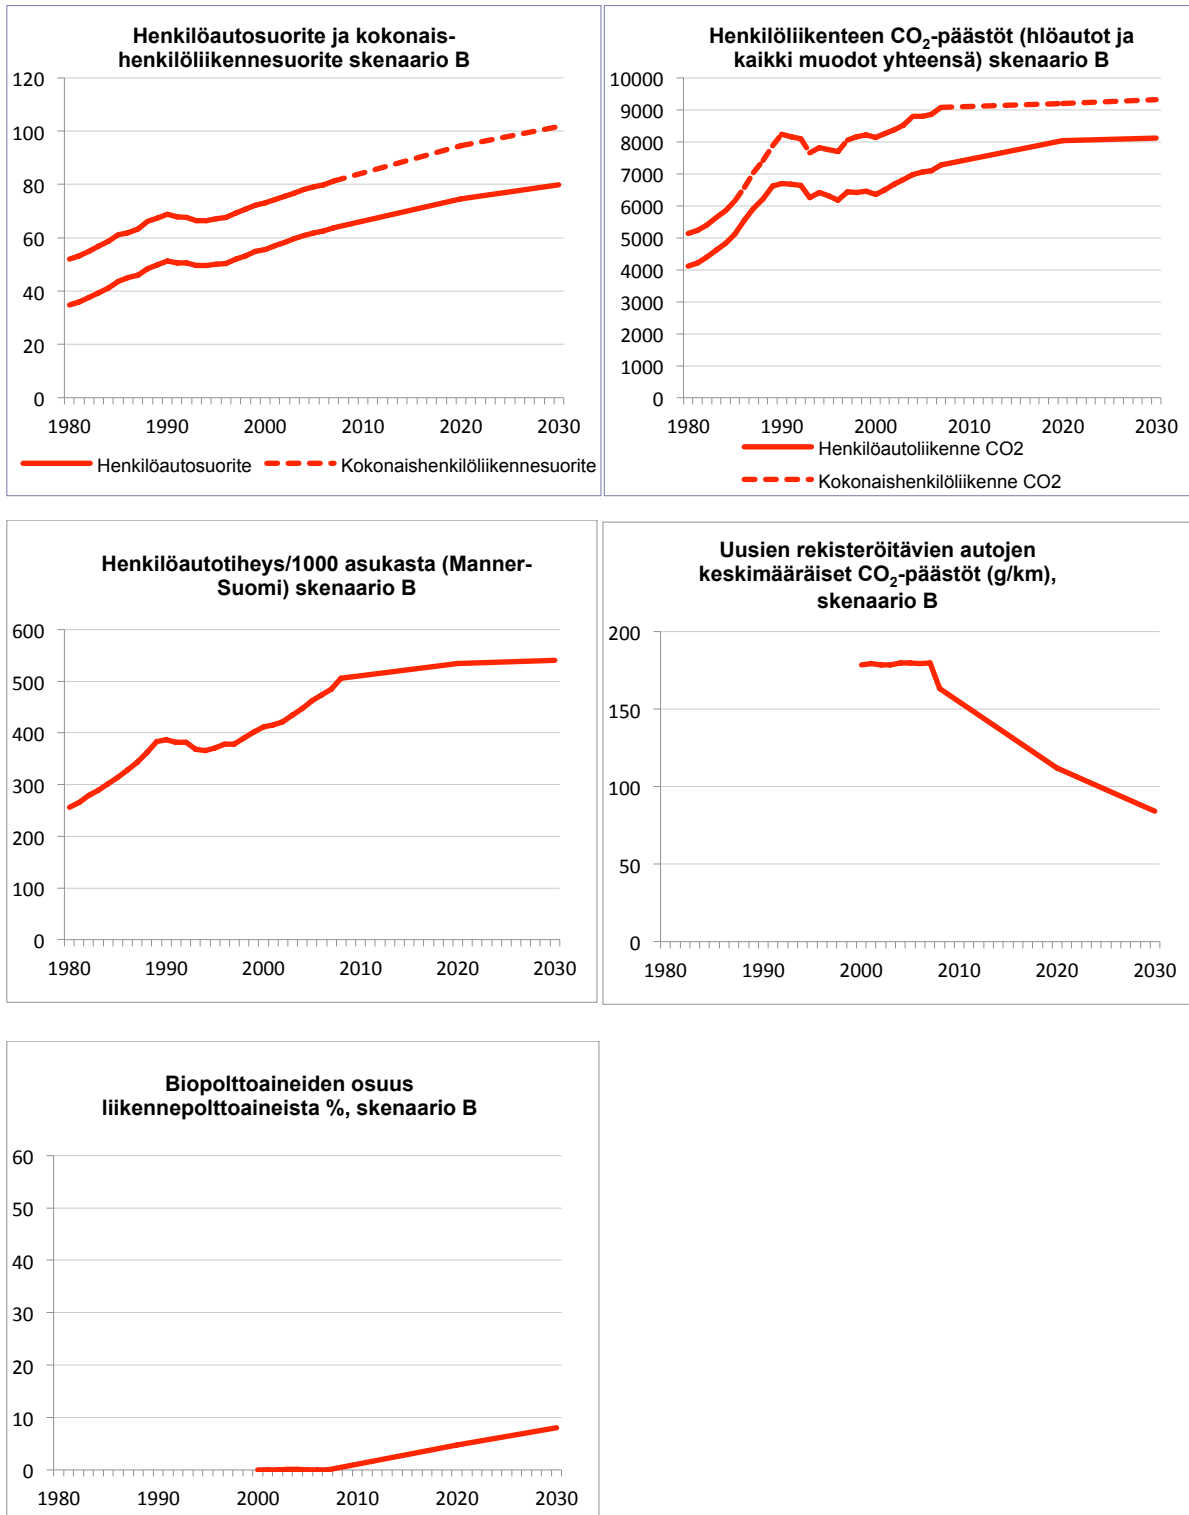 Henkilöautosuorite ja kokonais-
henkilöliikennesuorite skenaario B
120
100
80
60
40
20
0
1980 1990 2000 2010 2020 2030
Henkilöautosuorite Kokonaishenkilöliikennesuorite
Henkilöliikenteen CO₂-päästöt (hlöautot ja
kaikki muodot yhteensä) skenaario B
10000
9000
8000
7000
6000
5000
4000
3000
2000
1000
0
1980 1990 2000 2010 2020 2030
Henkilöautoliikenne CO2
Kokonaishenkilöliikenne CO2
Henkilöautotiheys/1000 asukasta (Manner-
Suomi) skenaario B
600
500
400
300
200
100
0
1980 1990 2000 2010 2020 2030
Uusien rekisteröitävien autojen
keskimääräiset CO₂-päästöt (g/km),
skenaario B
200
150
100
50
0
1980 1990 2000 2010 2020 2030
Biopolttoaineiden osuus
liikennepolttoaineista %, skenaario B
60
50
40
30
20
10
0
1980 1990 2000 2010 2020 2030